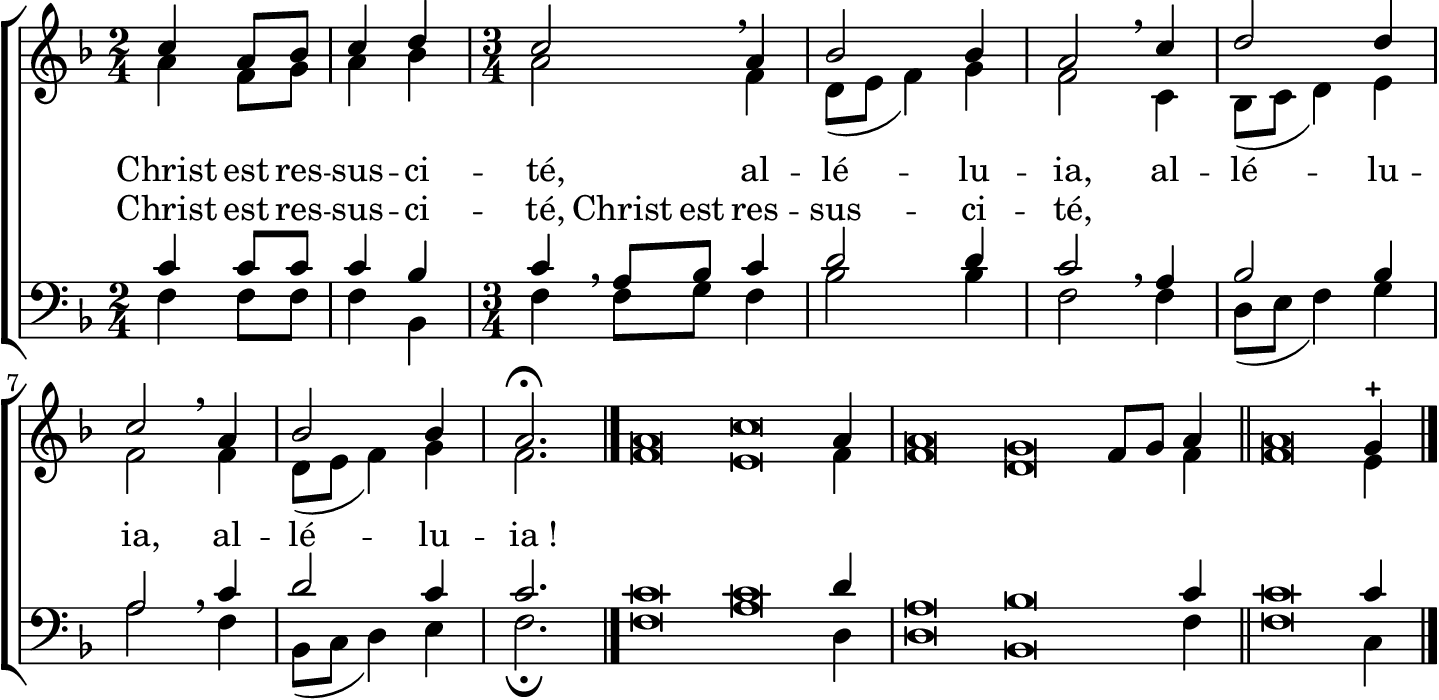 Christ est res – sus – ci – té, al – lé – lu – ia, al – lé – lu –
Christ est res – sus – ci – té, Christ est res – sus – ci – té,
7
ia, al – lé – lu – ia !